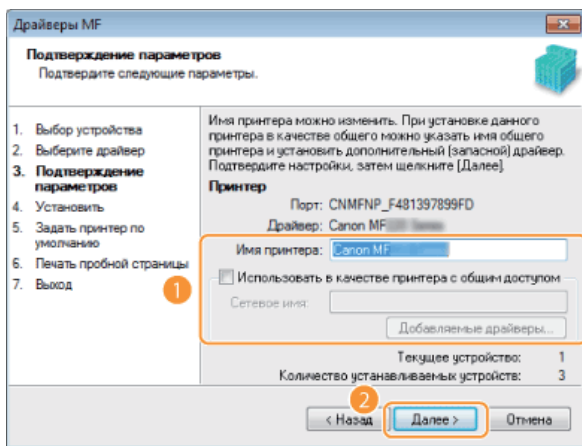 Драйверы MF
Подтверждение параметров
Подтвердите следующие параметры.
1. Выбор устройства
2. Выберите драйвер
3. Подтверждение
параметров
4. Установить
5. Задать принтер по
умолчанию
6. Печать пробной страницы
7. Выход
Имя принтера можно изменить. При установке данного
принтера в качестве общего можно указать имя общего
принтера и установить дополнительный (запасной) драйвер.
Подтвердите настройки, затем щелкните [Далее].
Принтер
Порт: CNMFNP_F481397899FD
Драйвер: Canon MF
Имя принтера: Canon MF
1
Использовать в качестве принтера с общим доступом
Сетевое имя:
Добавляемые драйверы...
Текущее устройство: 1
Количество устанавливаемых устройств: 3
2
< Назад Далее > Отмена